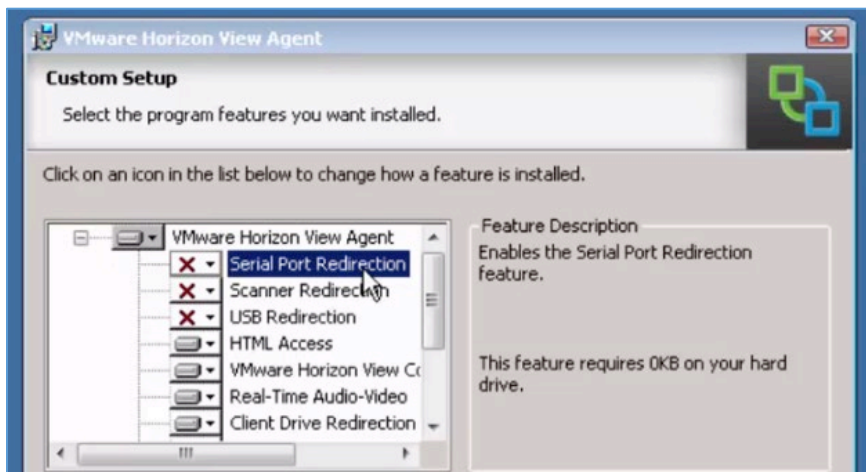 VMware Horizon View Agent
Custom Setup
Select the program features you want installed.
Click on an icon in the list below to change how a feature is installed.
VMware Horizon View Agent
Serial Port Redirection
Scanner Redirection
USB Redirection
HTML Access
VMware Horizon View Co
Real-Time Audio-Video
Client Drive Redirection
Feature Description
Enables the Serial Port Redirection
feature.
This feature requires 0KB on your hard
drive.